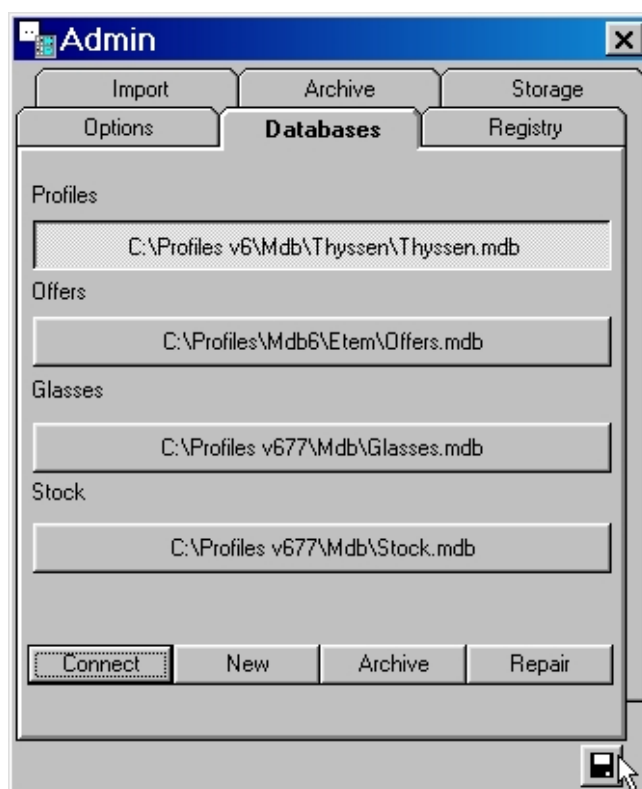 Admin
Import Archive Storage
Options Databases Registry
Profiles
C:\Profiles v6\Mdb\Thyssen\Thyssen.mdb
Offers
C:\Profiles\Mdb6\Etem\Offers.mdb
Glasses
C:\Profiles v677\Mdb\Glasses.mdb
Stock
C:\Profiles v677\Mdb\Stock.mdb
Connect New Archive Repair